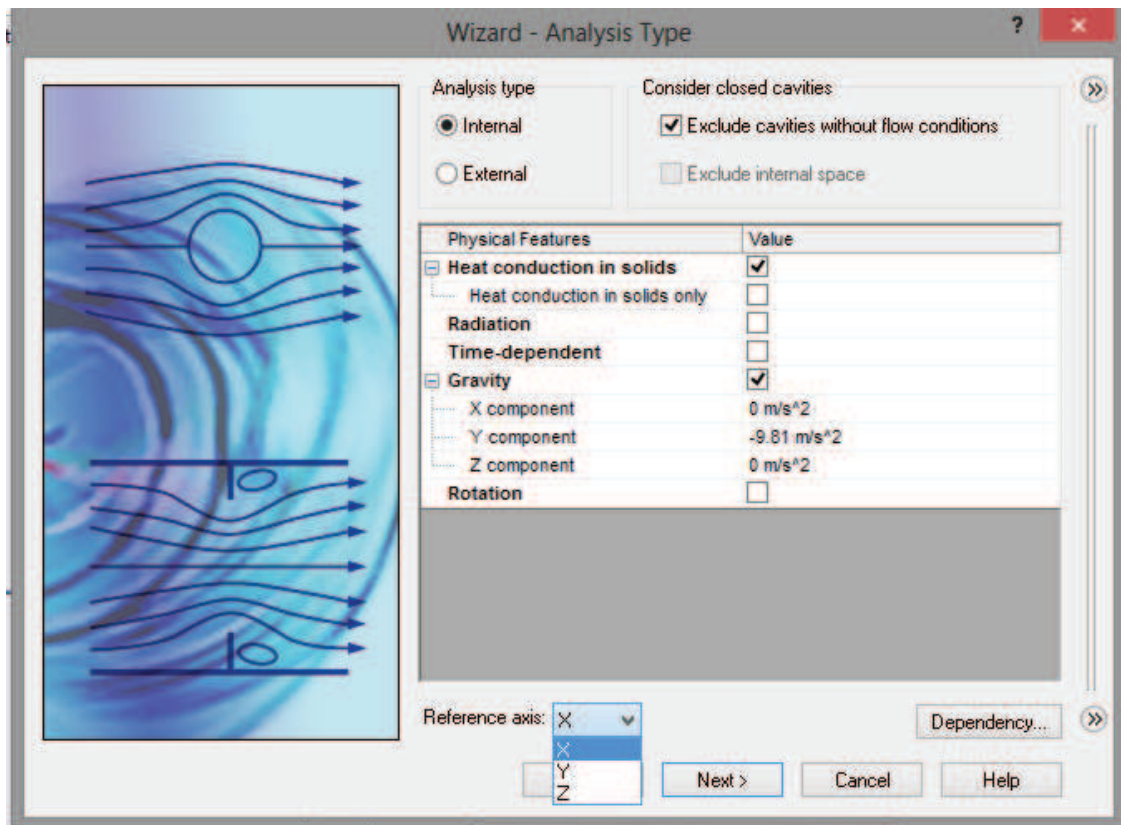 Wizard - Analysis Type
?
Analysis type
Consider closed cavities
Internal
Exclude cavities without flow conditions
External
Exclude internal space
Physical Features Value
Heat conduction in solids
Heat conduction in solids only
Radiation
Time-dependent
Gravity
X component 0 m/s^2
Y component -9.81 m/s^2
Z component 0 m/s^2
Rotation
Reference axis: X
Dependency...
X
Y
Z
Next >
Cancel
Help